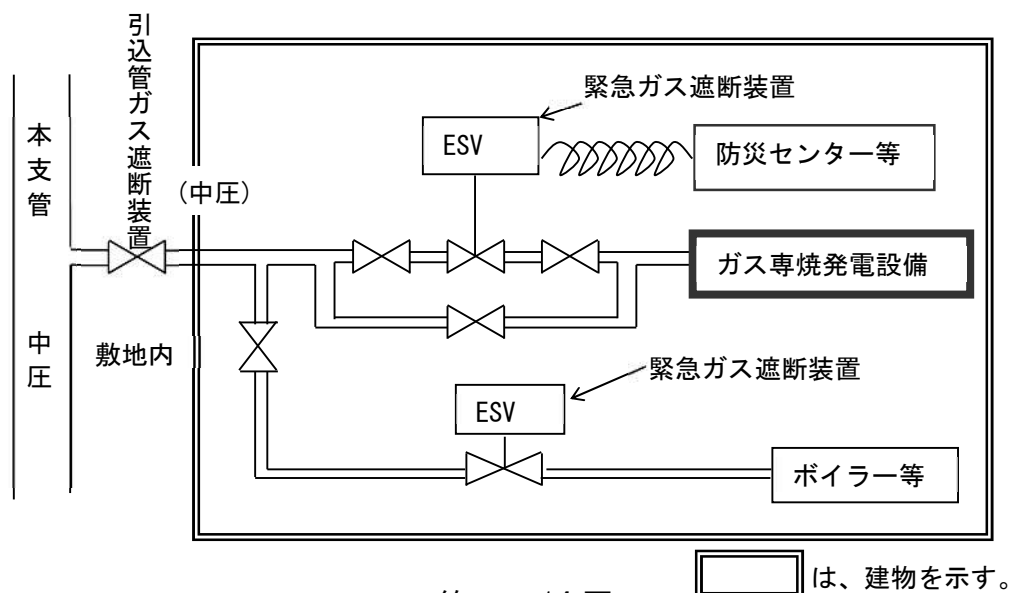 引込管ガス遮断装置
本支管
中圧
(中圧)
敷地内
緊急ガス遮断装置
ESV
防災センター等
ガス専焼発電設備
緊急ガス遮断装置
ESV
ボイラー等
は、建物を示す。